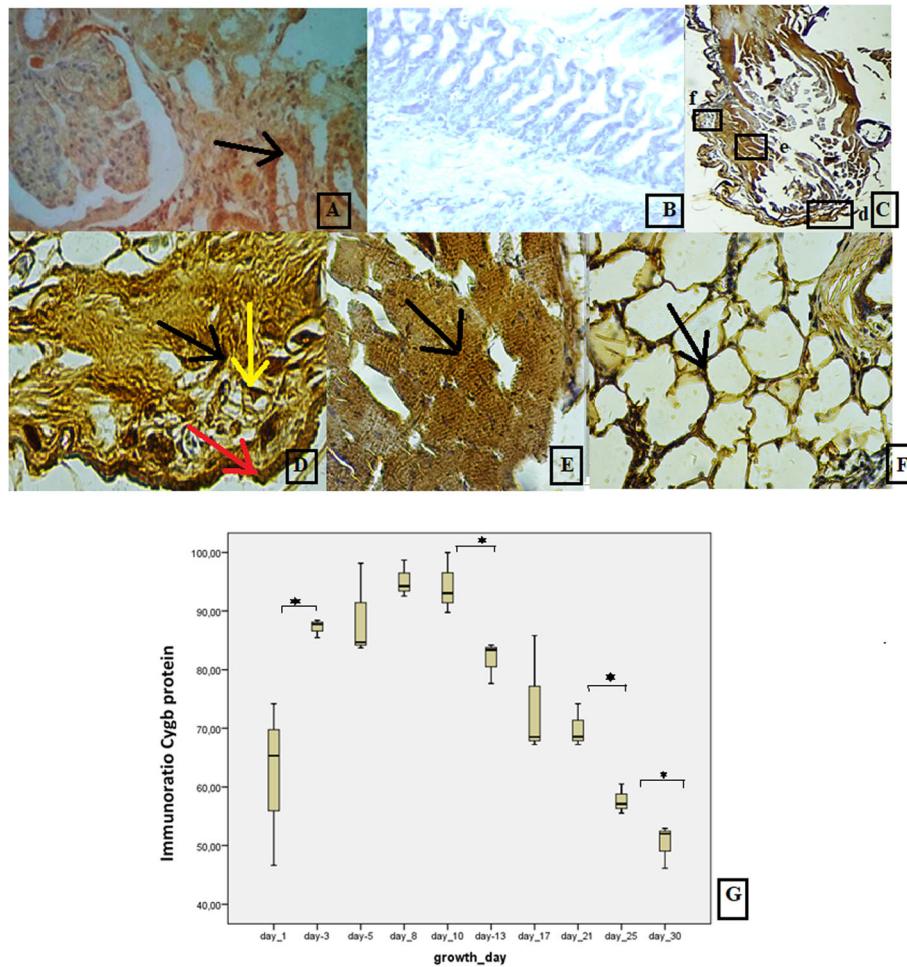 A
B
f
e
d
C
D
E
F
Immunoratio Cygb protein
100,00
90,00
80,00
70,00
60,00
50,00
40,00
* * * *
day_1 day-3 day-5 day_8 day_10 day-13 day_17 day_21 day_25 day_30
growth_day
G